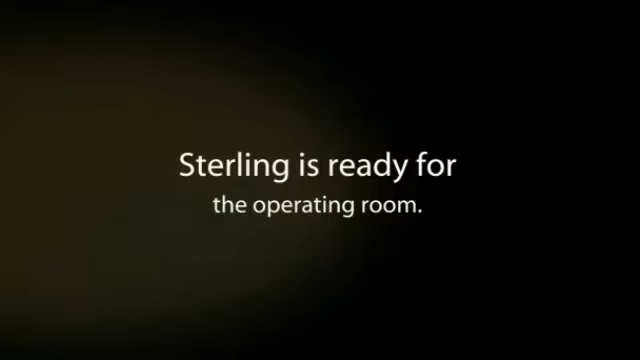 Sterling is ready for
the operating room.